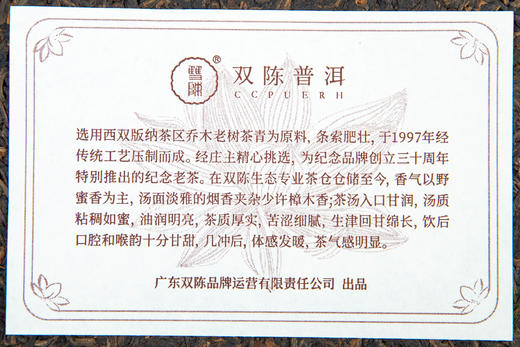 雙陳
®
双陈普洱
CCPUERH
选用西双版纳茶区乔木老树茶青为原料, 条索肥壮, 于1997年经
传统工艺压制而成。经庄主精心挑选, 为纪念品牌创立三十周年
特别推出的纪念老茶。在双陈生态专业茶仓仓储至今, 香气以野
蜜香为主, 汤面淡雅的烟香夹杂少许樟木香;茶汤入口甘润, 汤质
粘稠如蜜, 油润明亮, 茶质厚实, 苦涩细腻, 生津回甘绵长, 饮后
口腔和喉韵十分甘甜, 几冲后, 体感发暖, 茶气感明显。
广东双陈品牌运营有限责任公司 出品